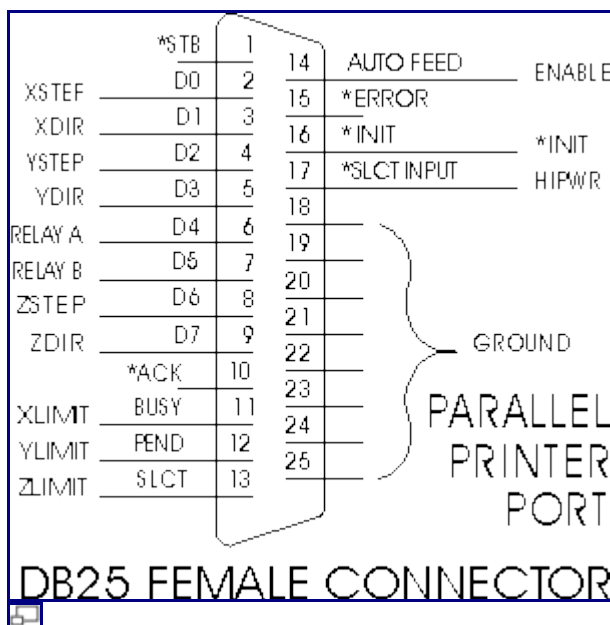 *STB 1
XSTEP D0 2
XDIR D1 3
YSTEP D2 4
YDIR D3 5
RELAY A D4 6
RELAY B D5 7
ZSTEP D6 8
ZDIR D7 9
*ACK 10
XLIMIT BUSY 11
YLIMIT PEND 12
ZLIMIT SLCT 13
14 AUTO FEED ENABLE
15 *ERROR
16 *INIT *INIT
17 *SLCT INPUT HIPWR
18
19
20
21
22
23
24
25
GROUND
PARALLEL
PRINTER
PORT
DB25 FEMALE CONNECTOR